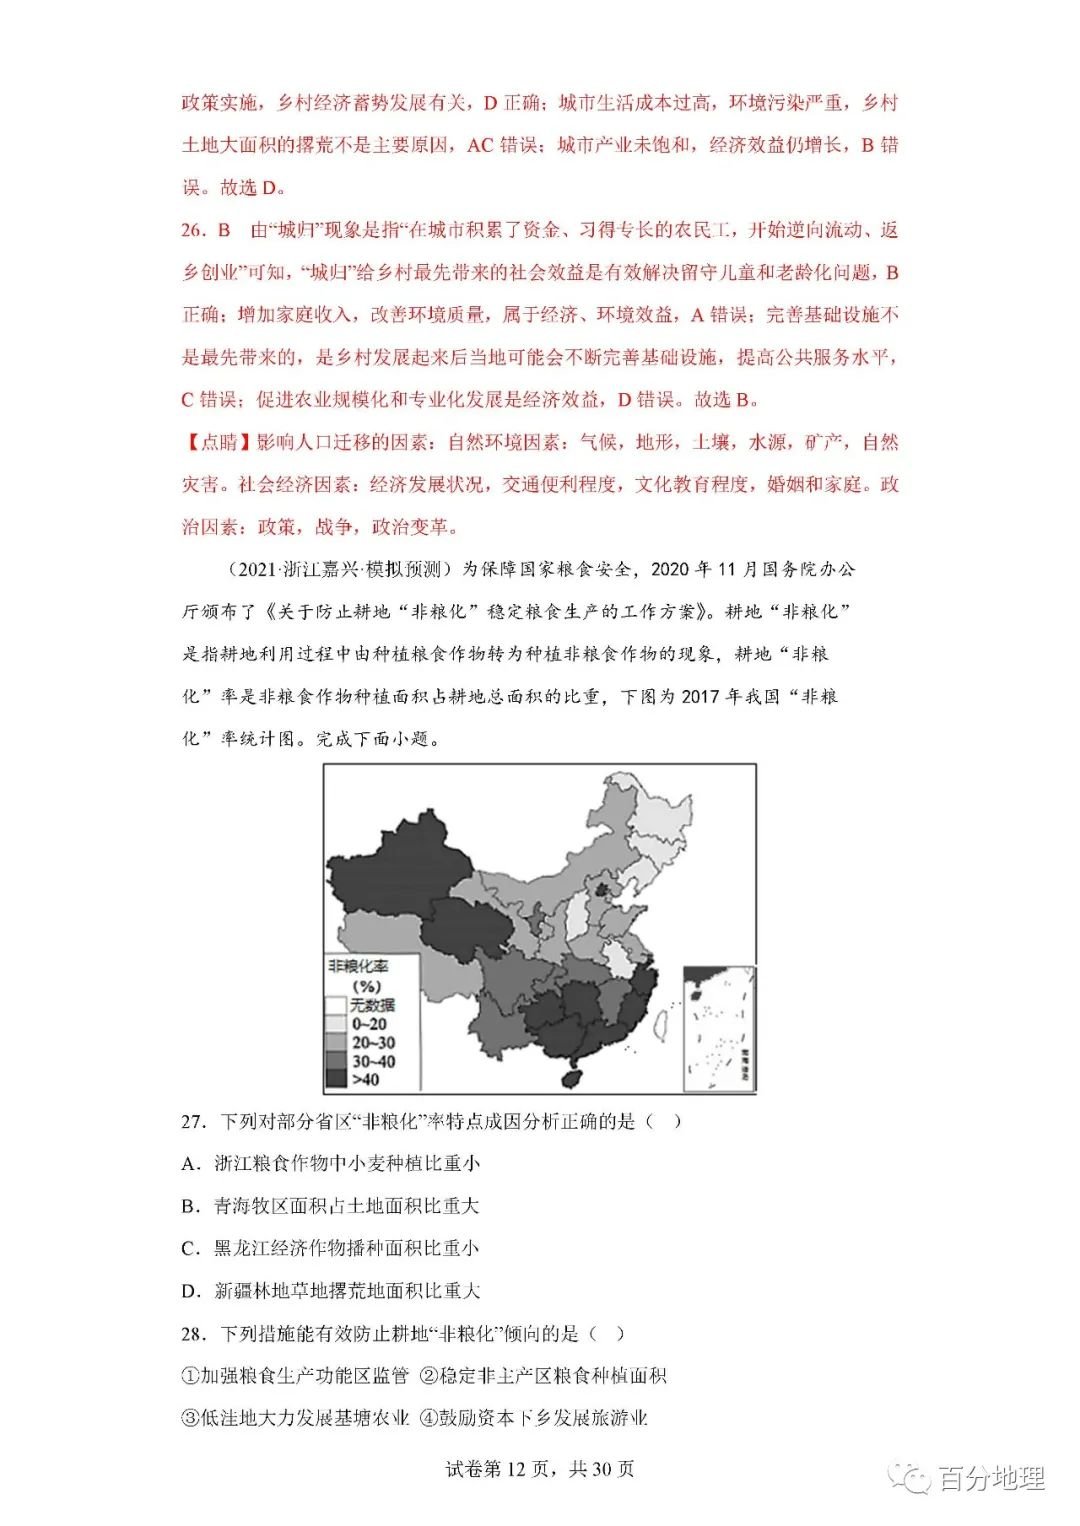 政策实施，乡村经济蓄势发展有关，D 正确；城市生活成本过高，环境污染严重，乡村
土地大面积的撂荒不是主要原因，AC 错误；城市产业未饱和，经济效益仍增长，B 错
误。故选 D。
26．B　由“城归”现象是指“在城市积累了资金、习得专长的农民工，开始逆向流动、返
乡创业”可知，“城归”给乡村最先带来的社会效益是有效解决留守儿童和老龄化问题，B
正确；增加家庭收入，改善环境质量，属于经济、环境效益，A 错误；完善基础设施不
是最先带来的，是乡村发展起来后当地可能会不断完善基础设施，提高公共服务水平，
C 错误；促进农业规模化和专业化发展是经济效益，D 错误。故选 B。
【点睛】影响人口迁移的因素：自然环境因素：气候，地形，土壤，水源，矿产，自然
灾害。社会经济因素：经济发展状况，交通便利程度，文化教育程度，婚姻和家庭。政
治因素：政策，战争，政治变革。
（2021·浙江嘉兴·模拟预测）为保障国家粮食安全，2020 年 11 月国务院办公
厅颁布了《关于防止耕地“非粮化”稳定粮食生产的工作方案》。耕地“非粮化”
是指耕地利用过程中由种植粮食作物转为种植非粮食作物的现象，耕地“非粮
化”率是非粮食作物种植面积占耕地总面积的比重，下图为 2017 年我国“非粮
化”率统计图。完成下面小题。
非粮化率
（%）
无数据
0~20
20~30
30~40
>40
27．下列对部分省区“非粮化”率特点成因分析正确的是（　）
A．浙江粮食作物中小麦种植比重小
B．青海牧区面积占土地面积比重大
C．黑龙江经济作物播种面积比重小
D．新疆林地草地撂荒地面积比重大
28．下列措施能有效防止耕地“非粮化”倾向的是（　）
①加强粮食生产功能区监管 ②稳定非主产区粮食种植面积
③低洼地大力发展基塘农业 ④鼓励资本下乡发展旅游业
试卷第 12 页，共 30 页
百分地理